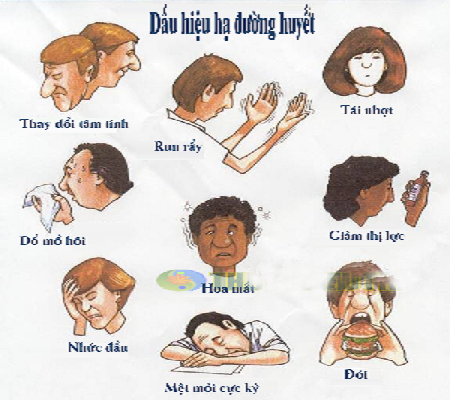 Dấu hiệu hạ đường huyết
Thay đổi tâm tính
Run rẩy
Tái nhợt
Đổ mồ hôi
Hoa mắt
Giảm thị lực
Nhức đầu
Mệt mỏi cực kỳ
Đói